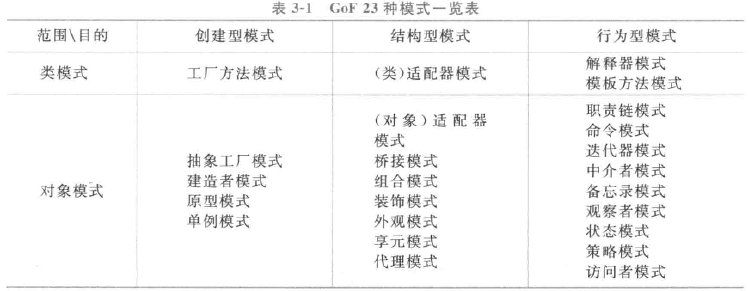 表 3-1 GoF 23 种模式一览表
范围\目的 创建型模式 结构型模式 行为型模式
类模式 工厂方法模式 (类)适配器模式 解释器模式
模板方法模式
对象模式
抽象工厂模式
建造者模式
原型模式
单例模式
(对象)适配器
模式
桥接模式
组合模式
装饰模式
外观模式
享元模式
代理模式
职责链模式
命令模式
迭代器模式
中介者模式
备忘录模式
观察者模式
状态模式
策略模式
访问者模式